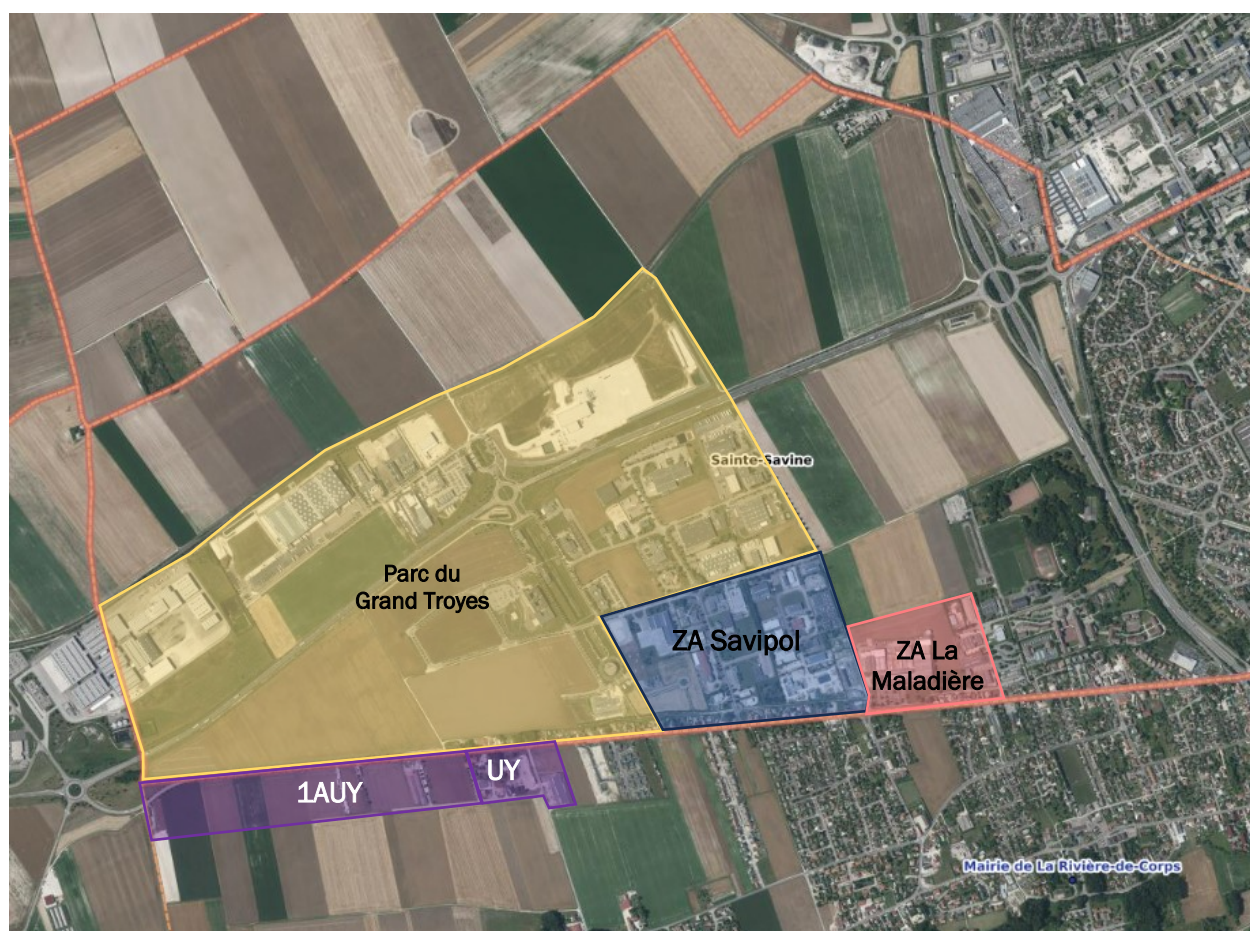 Sainte-Savine
Parc du
Grand Troyes
ZA Savipol
ZA La
Maladière
UY
1AUY
Mairie de La Rivière-de-Corps